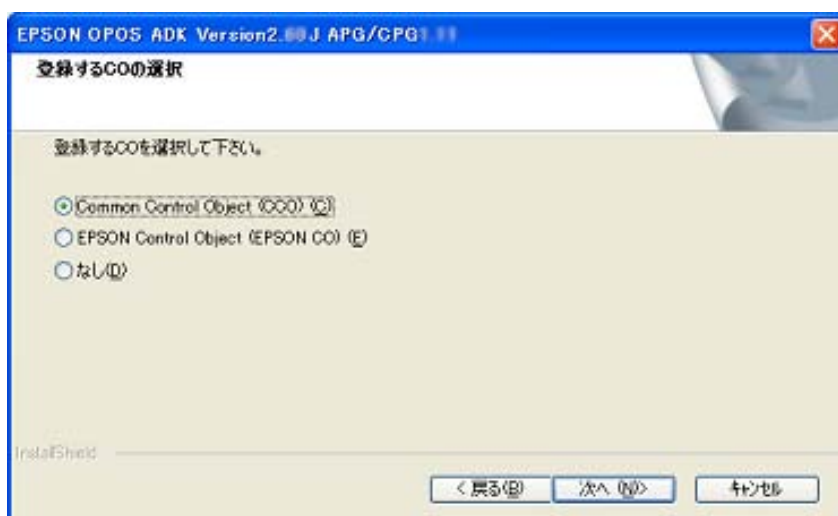 EPSON OPOS ADK Version2. J APG/CPG
登録するCOの選択
登録するCOを選択して下さい。
Common Control Object (CCO) (C)
EPSON Control Object (EPSON CO) (E)
なし(D)
InstallShield
< 戻る(B)
次へ (N)>
キャンセル